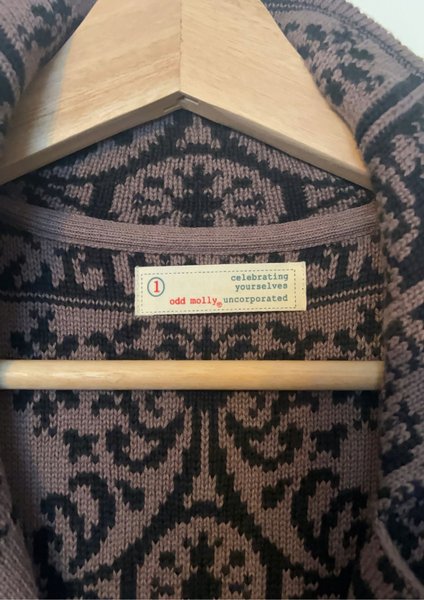 1
celebrating
yourselves
odd molly® uncorporated